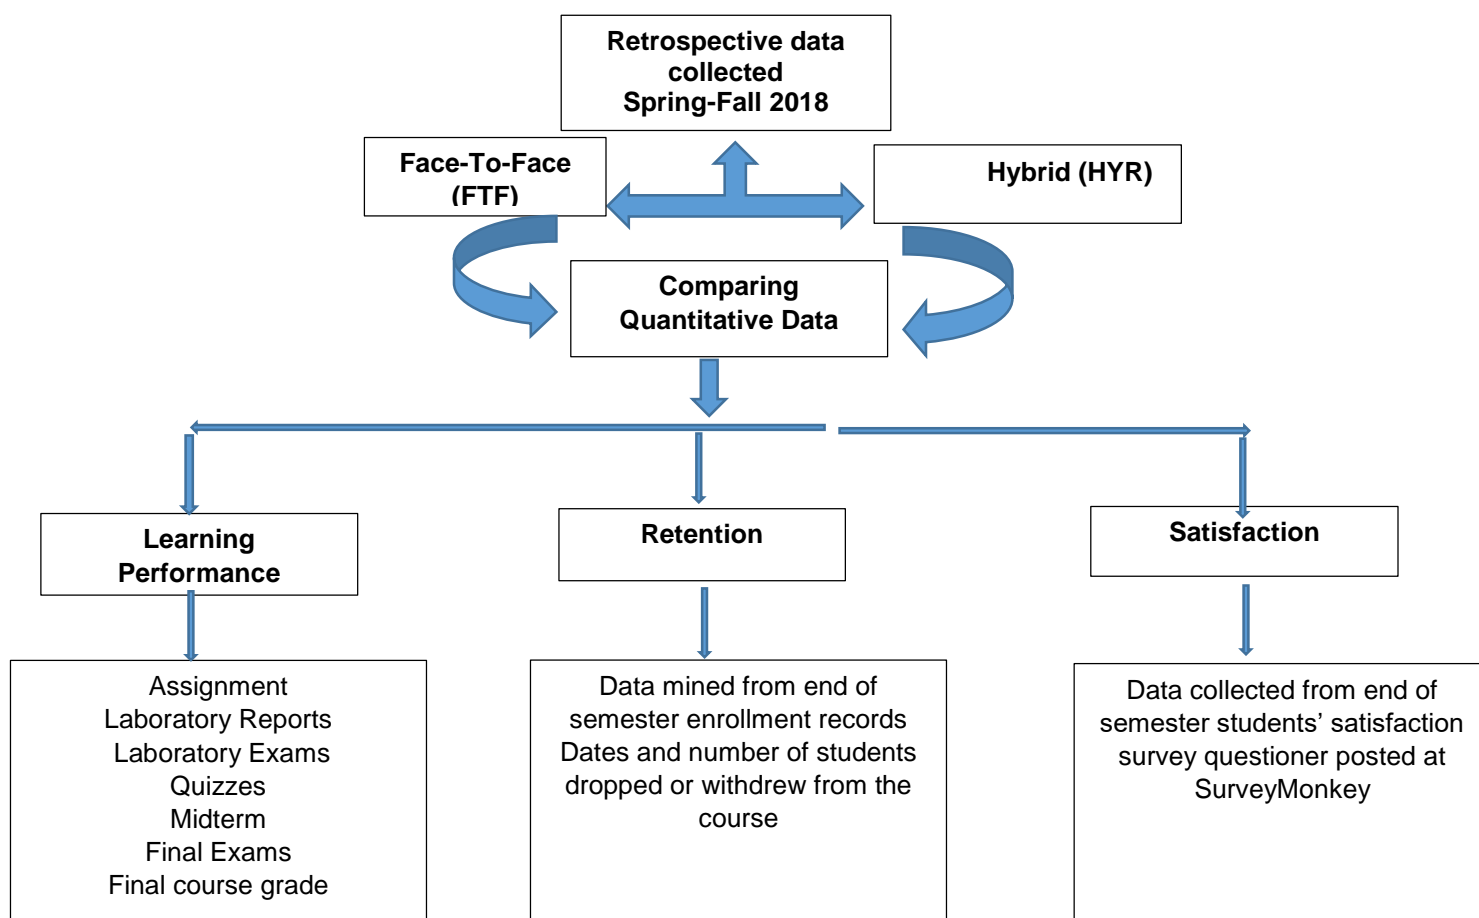 Retrospective data
collected
Spring-Fall 2018
Face-To-Face
(FTF)
Hybrid (HYR)
Comparing
Quantitative Data
Learning
Performance
Retention
Satisfaction
Assignment
Laboratory Reports
Laboratory Exams
Quizzes
Midterm
Final Exams
Final course grade
Data mined from end of
semester enrollment records
Dates and number of students
dropped or withdrew from the
course
Data collected from end of
semester students’ satisfaction
survey questioner posted at
SurveyMonkey